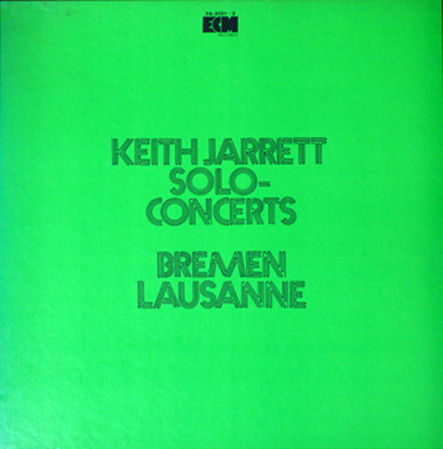 ECM
KEITH JARRETT
SOLO-
CONCERTS
BREMEN
LAUSANNE